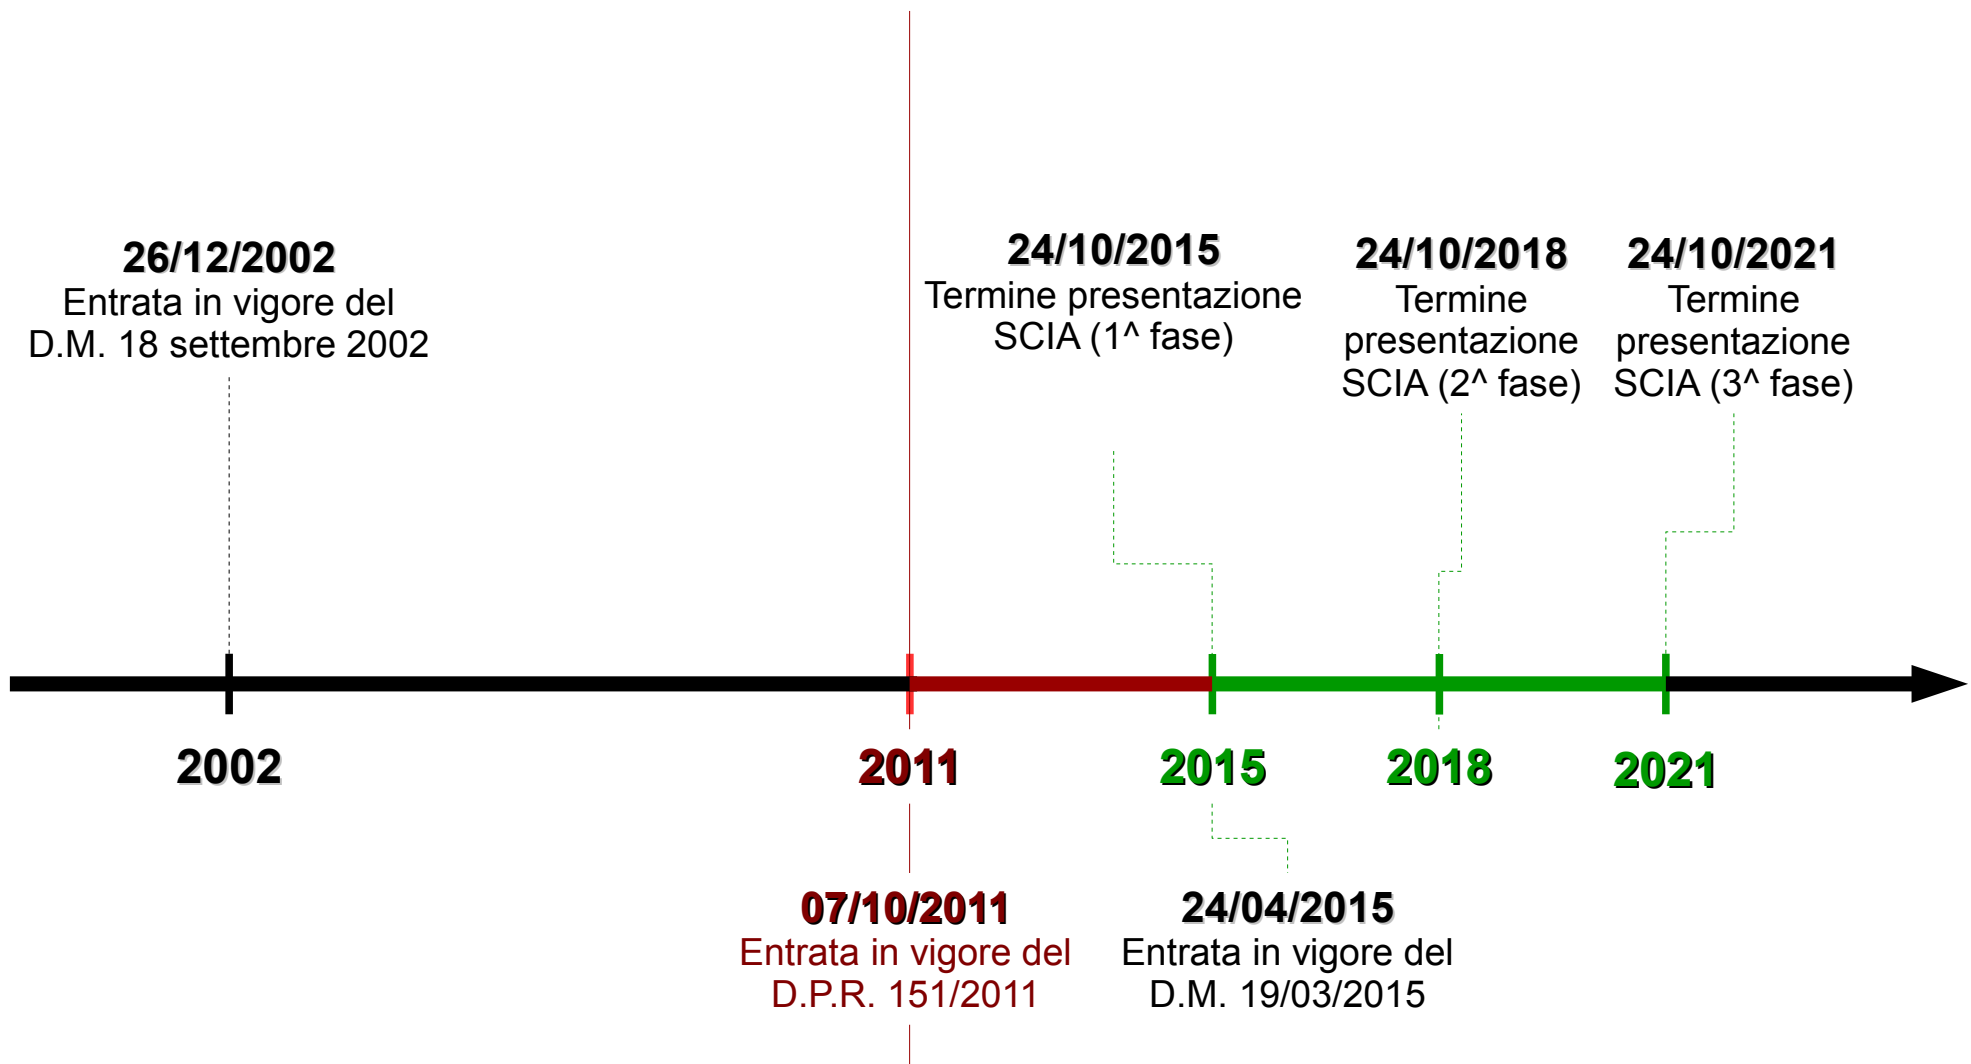 26/12/2002
Entrata in vigore del
D.M. 18 settembre 2002
24/10/2015
Termine presentazione
SCIA (1^ fase)
24/10/2018
Termine
presentazione
SCIA (2^ fase)
24/10/2021
Termine
presentazione
SCIA (3^ fase)
2002
2011
2015
2018
2021
07/10/2011
Entrata in vigore del
D.P.R. 151/2011
24/04/2015
Entrata in vigore del
D.M. 19/03/2015